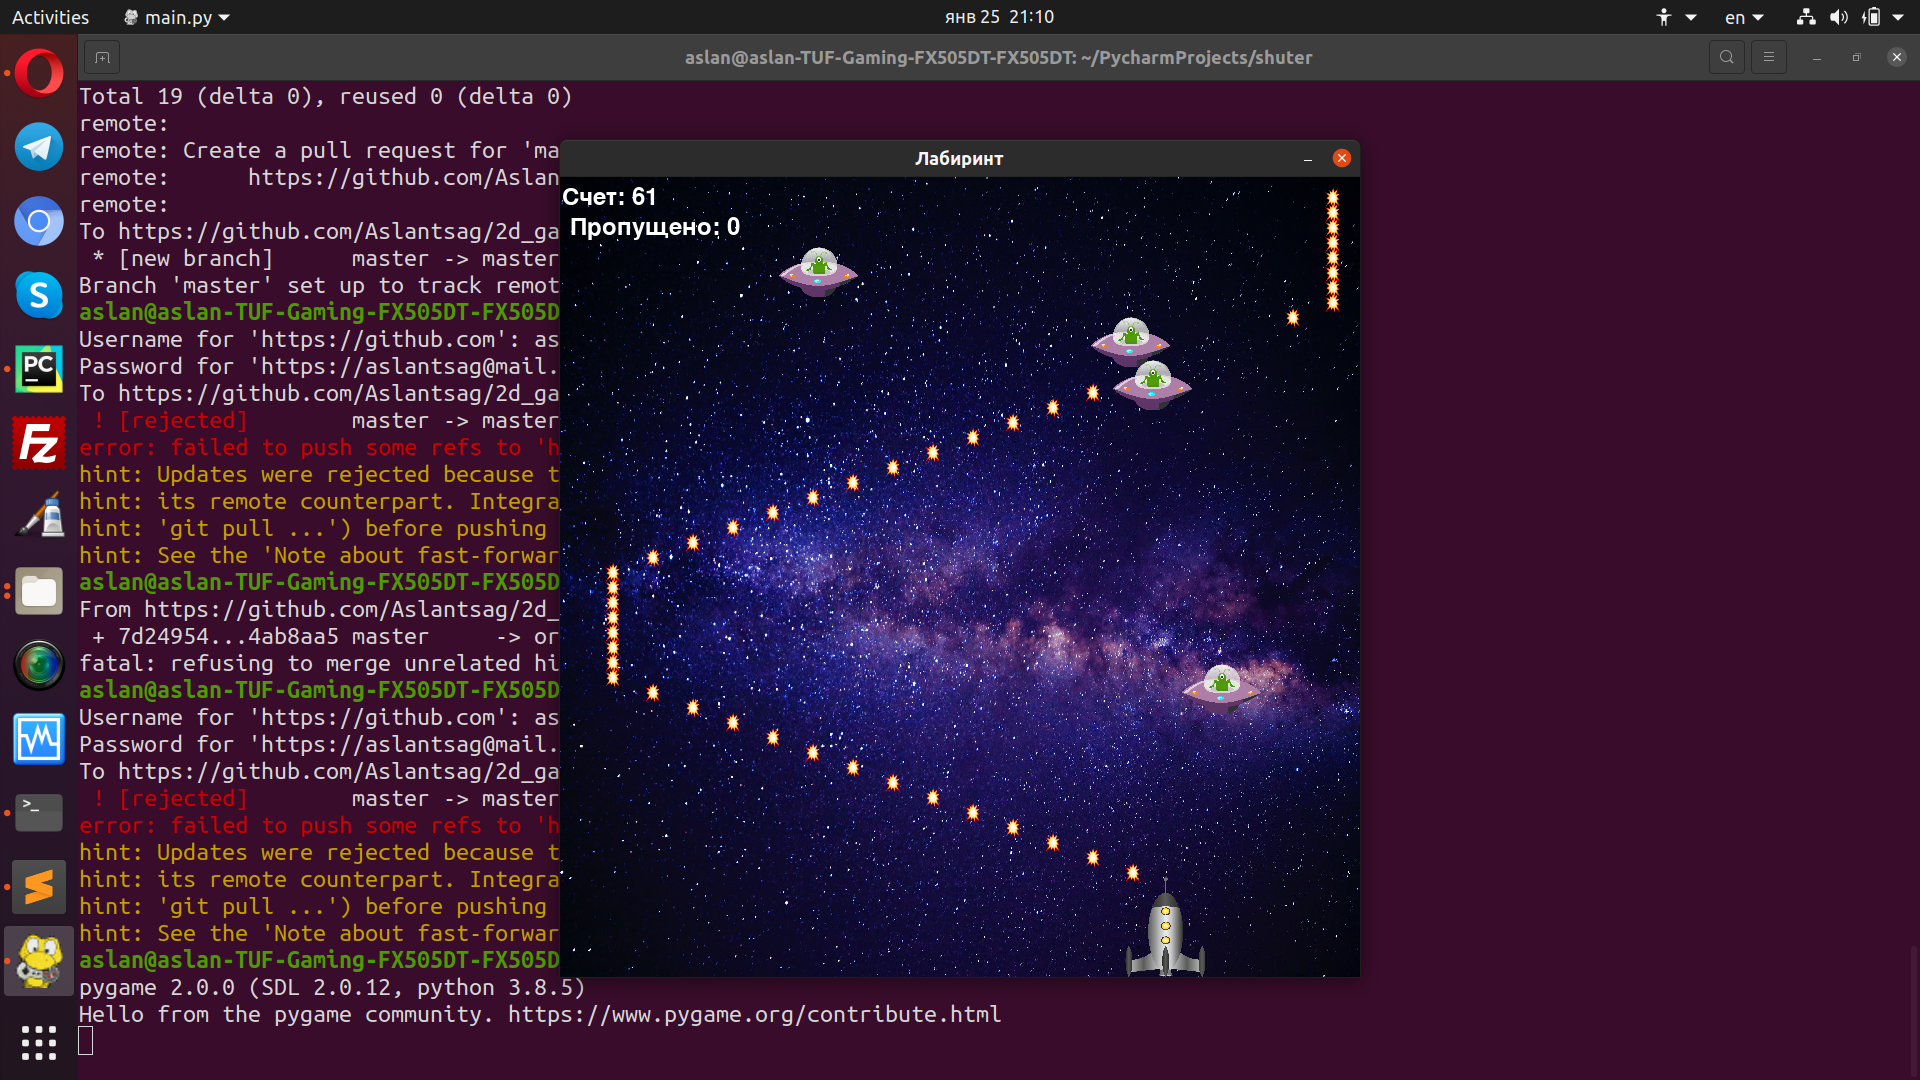 Activities
main.py
янв 25 21:10
en
aslan@aslan-TUF-Gaming-FX505DT-FX505DT: ~/PycharmProjects/shuter
Total 19 (delta 0), reused 0 (delta 0)
remote:
remote: Create a pull request for 'ma
remote:      https://github.com/Aslan
remote:
To https://github.com/Aslantsag/2d_ga
 * [new branch]      master -> master
Branch 'master' set up to track remot
aslan@aslan-TUF-Gaming-FX505DT-FX505D
Username for 'https://github.com': as
Password for 'https://aslantsag@mail.
To https://github.com/Aslantsag/2d_ga
 ! [rejected]        master -> master
error: failed to push some refs to 'h
hint: Updates were rejected because t
hint: its remote counterpart. Integra
hint: 'git pull ...') before pushing
hint: See the 'Note about fast-forwar
aslan@aslan-TUF-Gaming-FX505DT-FX505D
From https://github.com/Aslantsag/2d_
 + 7d24954...4ab8aa5 master      -> or
fatal: refusing to merge unrelated hi
aslan@aslan-TUF-Gaming-FX505DT-FX505D
Username for 'https://github.com': as
Password for 'https://aslantsag@mail.
To https://github.com/Aslantsag/2d_ga
 ! [rejected]        master -> master
error: failed to push some refs to 'h
hint: Updates were rejected because t
hint: its remote counterpart. Integra
hint: 'git pull ...') before pushing
hint: See the 'Note about fast-forwar
aslan@aslan-TUF-Gaming-FX505DT-FX505D
pygame 2.0.0 (SDL 2.0.12, python 3.8.5)
Hello from the pygame community. https://www.pygame.org/contribute.html
Лабиринт
Счет: 61
Пропущено: 0
S
PC
Fz
>_